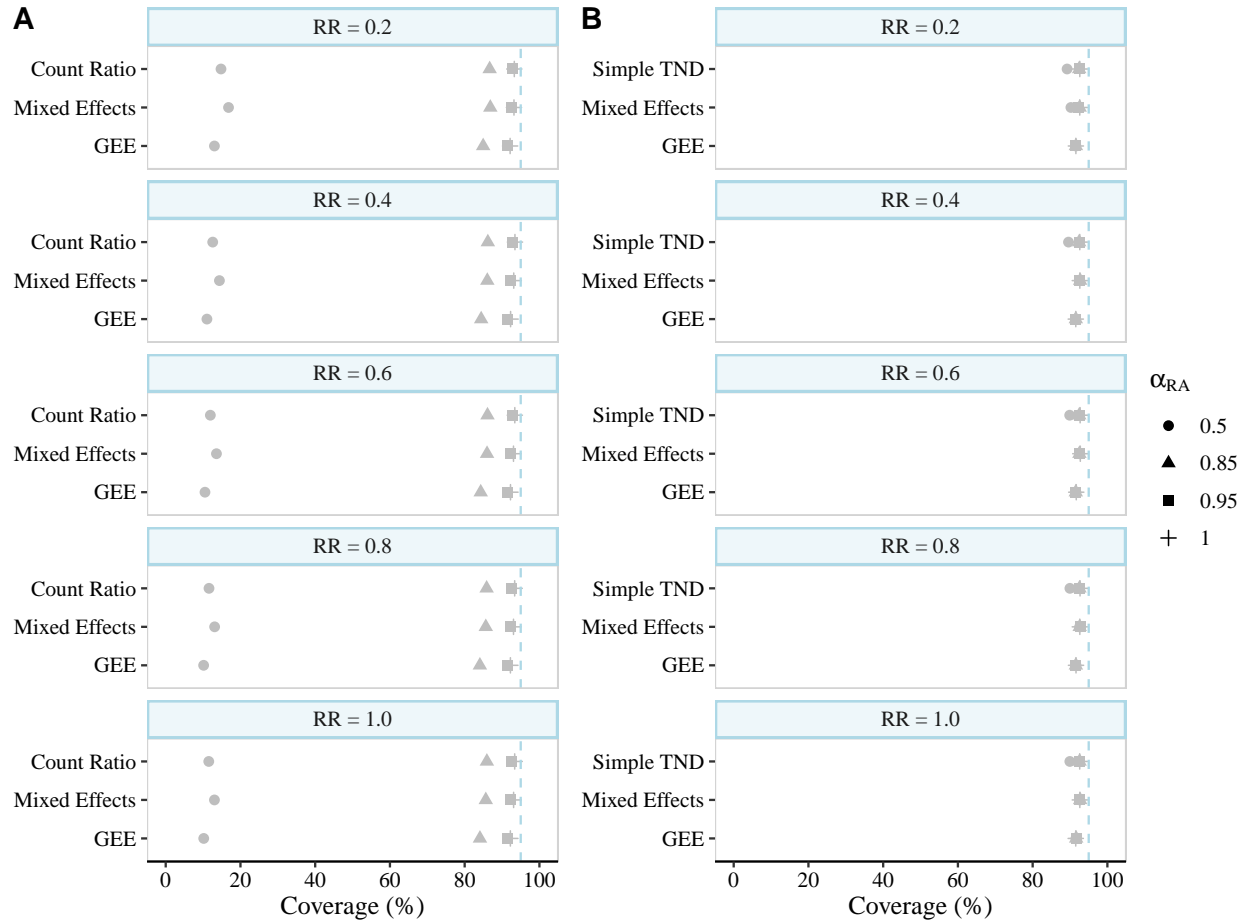 A
RR = 0.2
Count Ratio
Mixed Effects
GEE
RR = 0.4
Count Ratio
Mixed Effects
GEE
RR = 0.6
Count Ratio
Mixed Effects
GEE
RR = 0.8
Count Ratio
Mixed Effects
GEE
RR = 1.0
Count Ratio
Mixed Effects
GEE
0 20 40 60 80 100
Coverage (%)
B
RR = 0.2
Simple TND
Mixed Effects
GEE
RR = 0.4
Simple TND
Mixed Effects
GEE
RR = 0.6
Simple TND
Mixed Effects
GEE
RR = 0.8
Simple TND
Mixed Effects
GEE
RR = 1.0
Simple TND
Mixed Effects
GEE
0 20 40 60 80 100
Coverage (%)
αRA
0.5
0.85
0.95
1